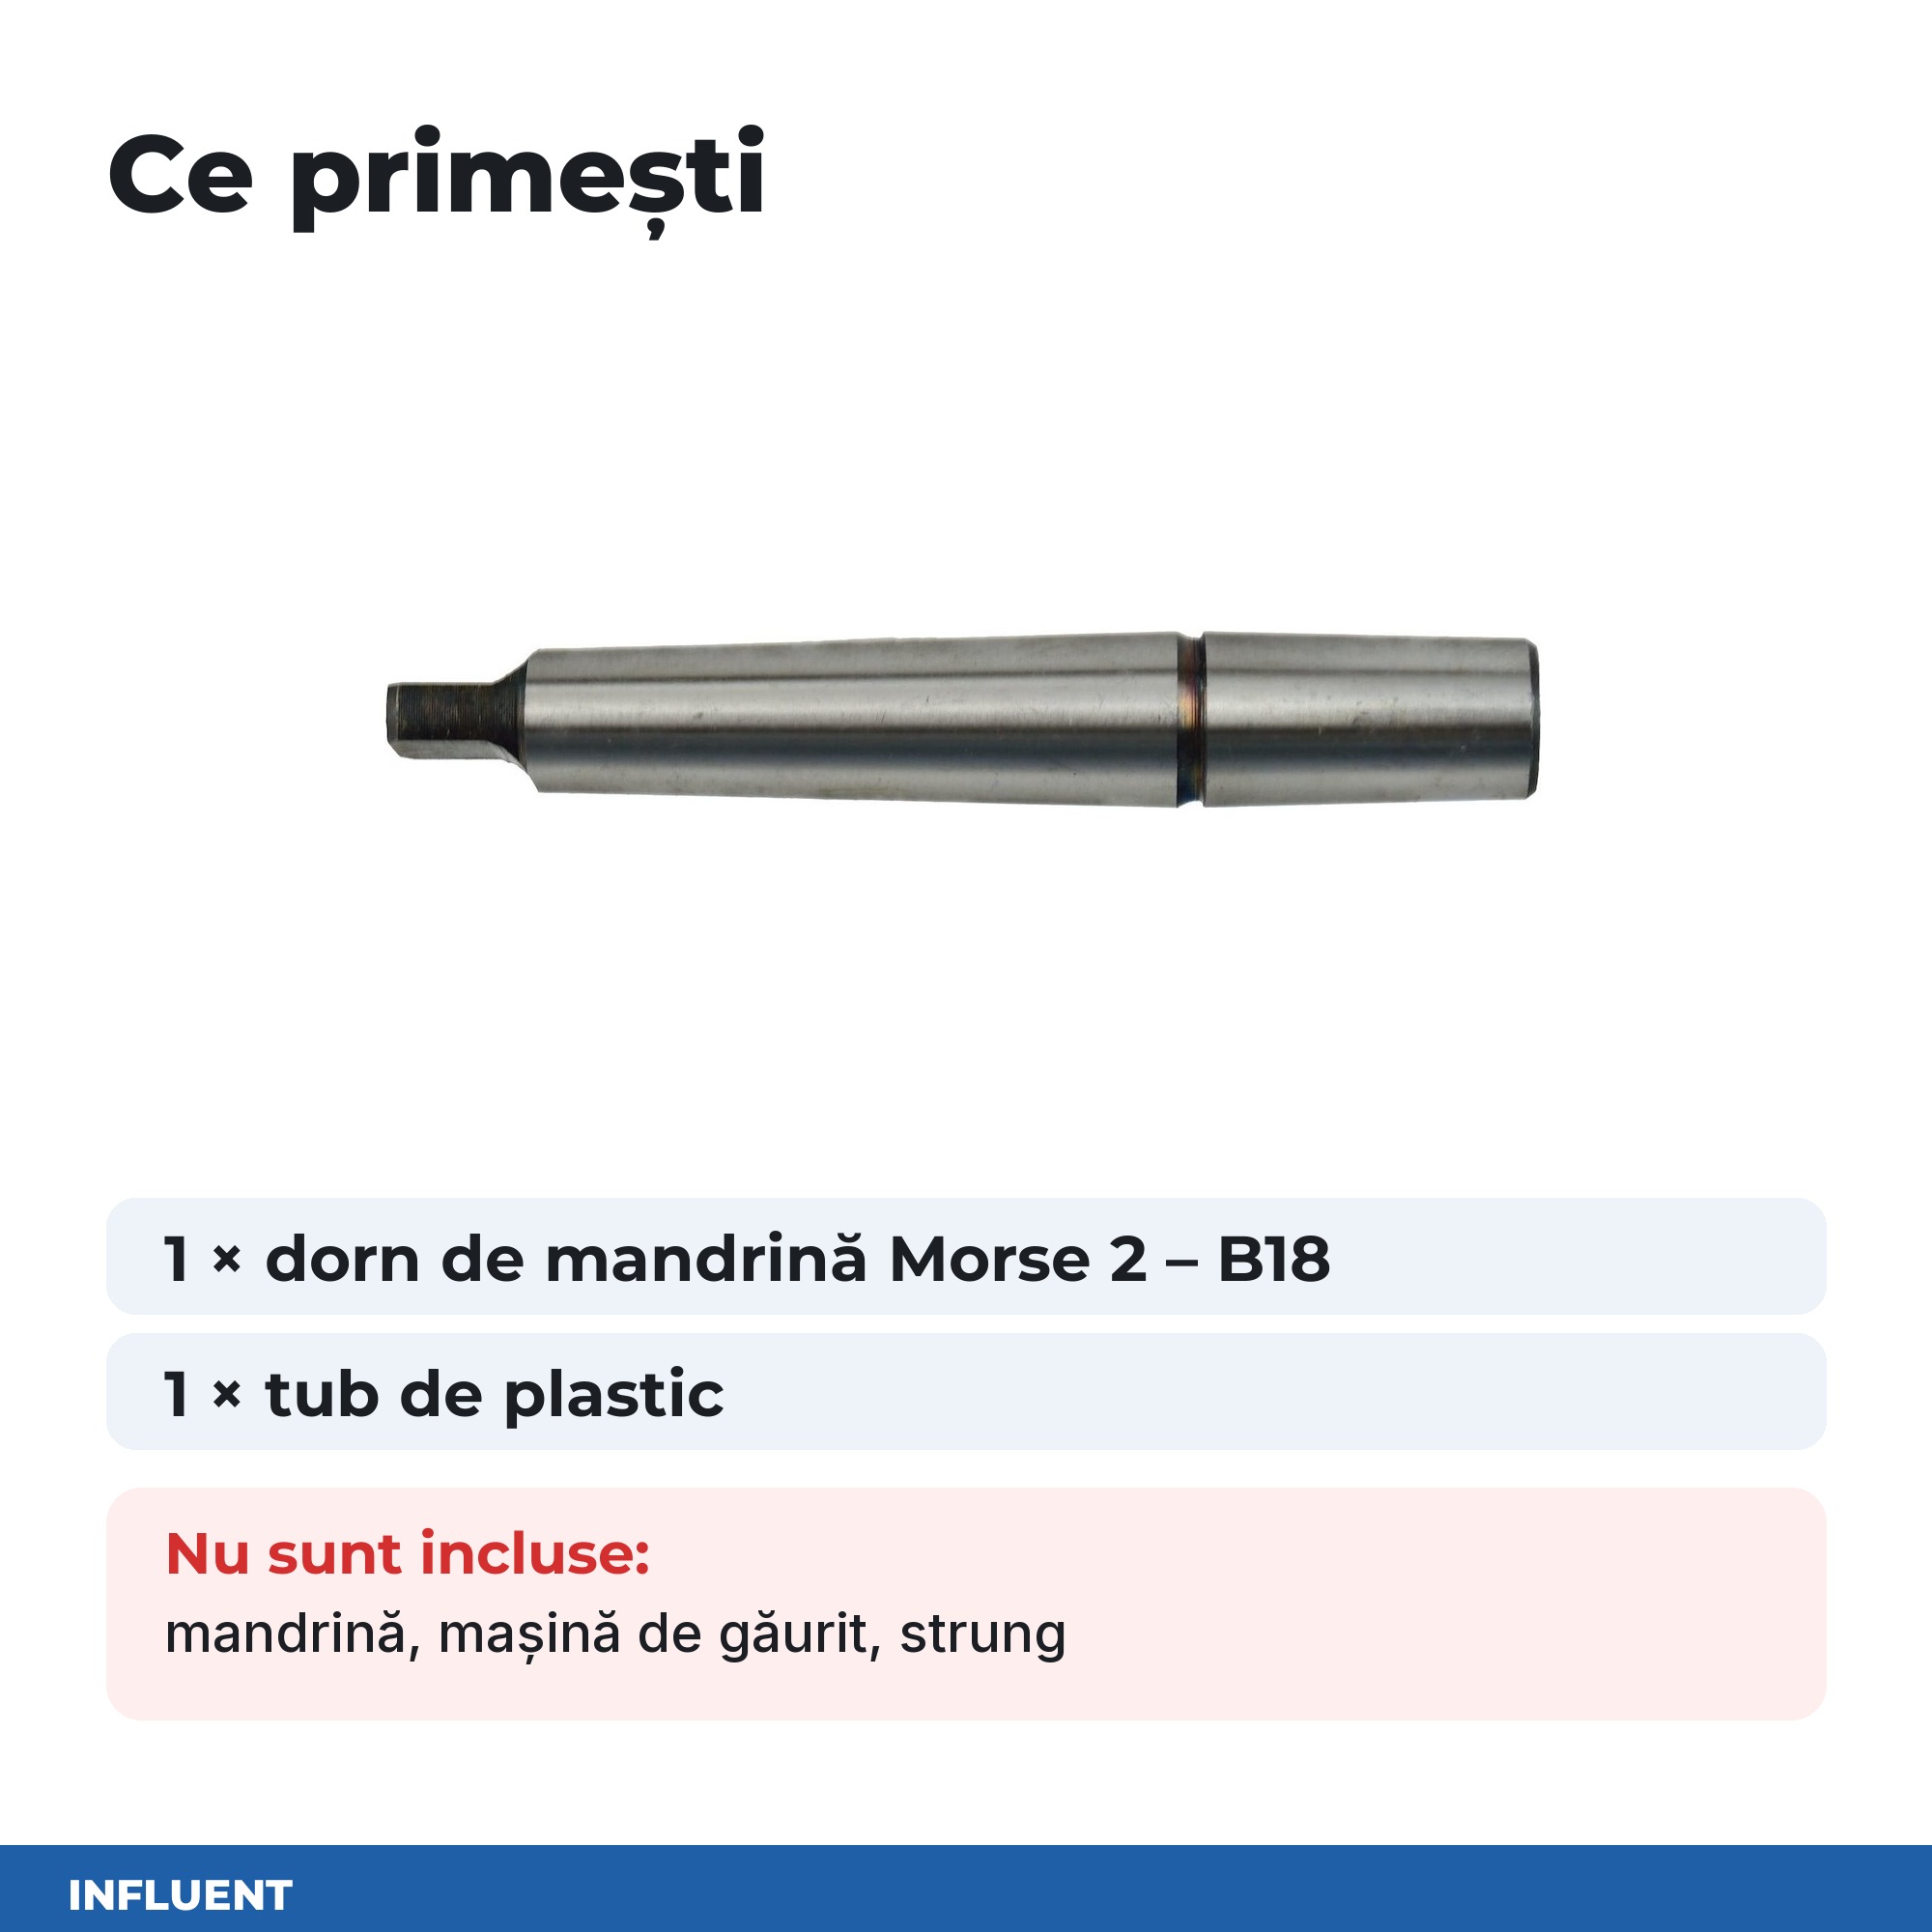 Ce primești
1 × dorn de mandrină Morse 2 – B18
1 × tub de plastic
Nu sunt incluse:
mandrină, mașină de găurit, strung
INFLUENT